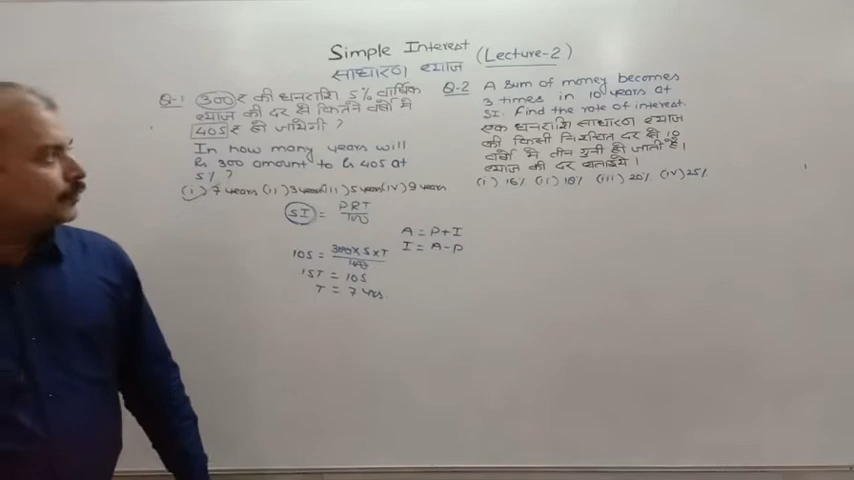 Simple Interest (Lecture-2)
साधारण ब्याज
Q-1 300₹ की धनराशि 5% वार्षिक
ब्याज की दर से कितने वर्षो मे
405₹ हो जायेगी ?
In how many years will
Rs 300 amount to Rs 405 at
5% ?
(i) 7 years (ii) 3 years (iii) 5 years (iv) 9 years
SI = PRT
100
105 = 300 X 5 X T
100
15T = 105
T = 7 yrs.
A = P + I
I = A - P
Q-2 A sum of money becomes
3 times in 10 years at
SI. Find the rate of interest.
एक धनराशि साधारण ब्याज
की किसी निश्चित दर से 10
वर्षो मे तीन गुनी हो जाती है।
ब्याज की दर बताइये।
(i) 16% (ii) 18% (iii) 20% (iv) 25%